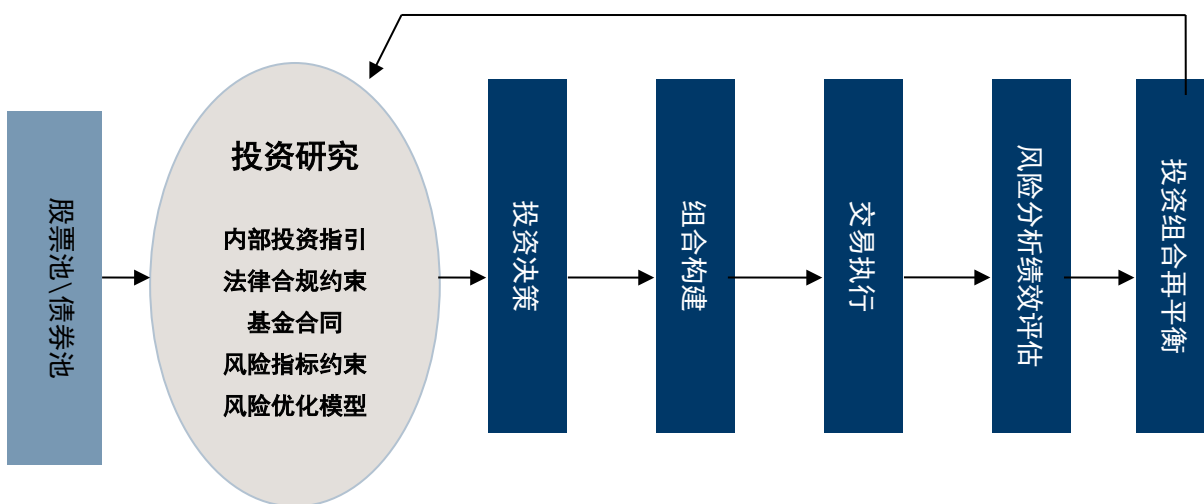 股票池\债券池
投资研究
内部投资指引
法律合规约束
基金合同
风险指标约束
风险优化模型
投资决策
组合构建
交易执行
风险分析绩效评估
投资组合再平衡